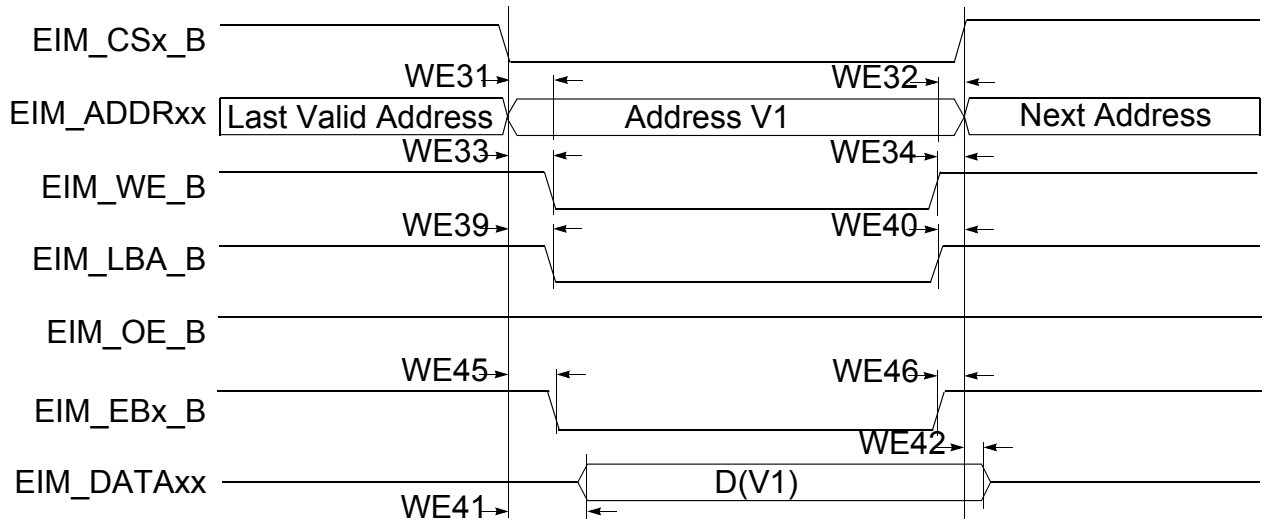 EIM_CSx_B
WE31 WE32
EIM_ADDRxx Last Valid Address Address V1 Next Address
WE33 WE34
EIM_WE_B
WE39 WE40
EIM_LBA_B
EIM_OE_B
WE45 WE46
EIM_EBx_B
WE42
EIM_DATAxx D(V1)
WE41